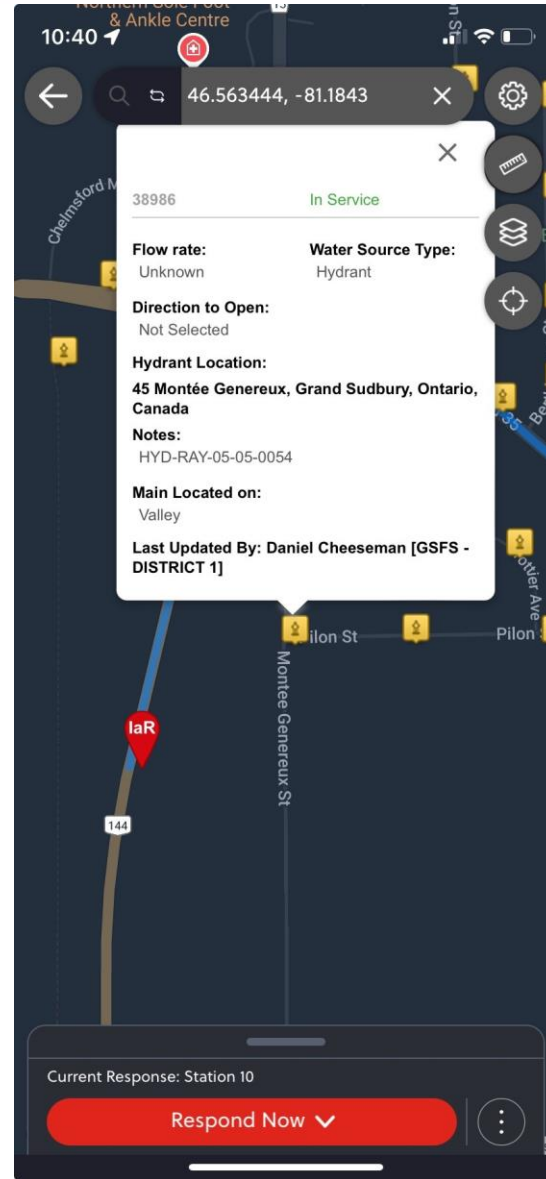 & Ankle Centre
10:40
46.563444, -81.1843
38986
In Service
Flow rate:
Water Source Type:
Unknown
Hydrant
Direction to Open:
Not Selected
Hydrant Location:
45 Montée Genereux, Grand Sudbury, Ontario,
Canada
Notes:
HYD-RAY-05-05-0054
Main Located on:
Valley
Last Updated By: Daniel Cheeseman [GSFS -
DISTRICT 1]
35
ilon St
Pilon
Montee Genereux St
IaR
144
Current Response: Station 10
Respond Now